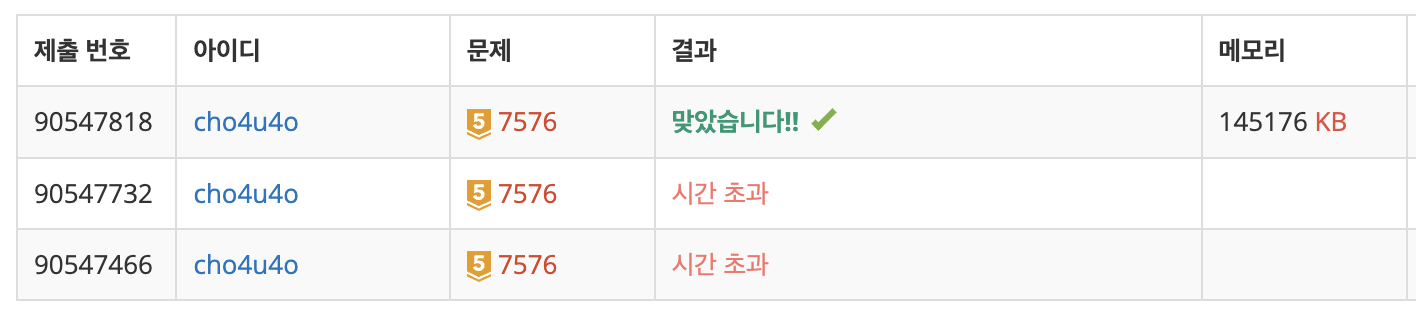 제출 번호 아이디 문제 결과 메모리
90547818 cho4u4o 5 7576 맞았습니다!! 145176 KB
90547732 cho4u4o 5 7576 시간 초과
90547466 cho4u4o 5 7576 시간 초과